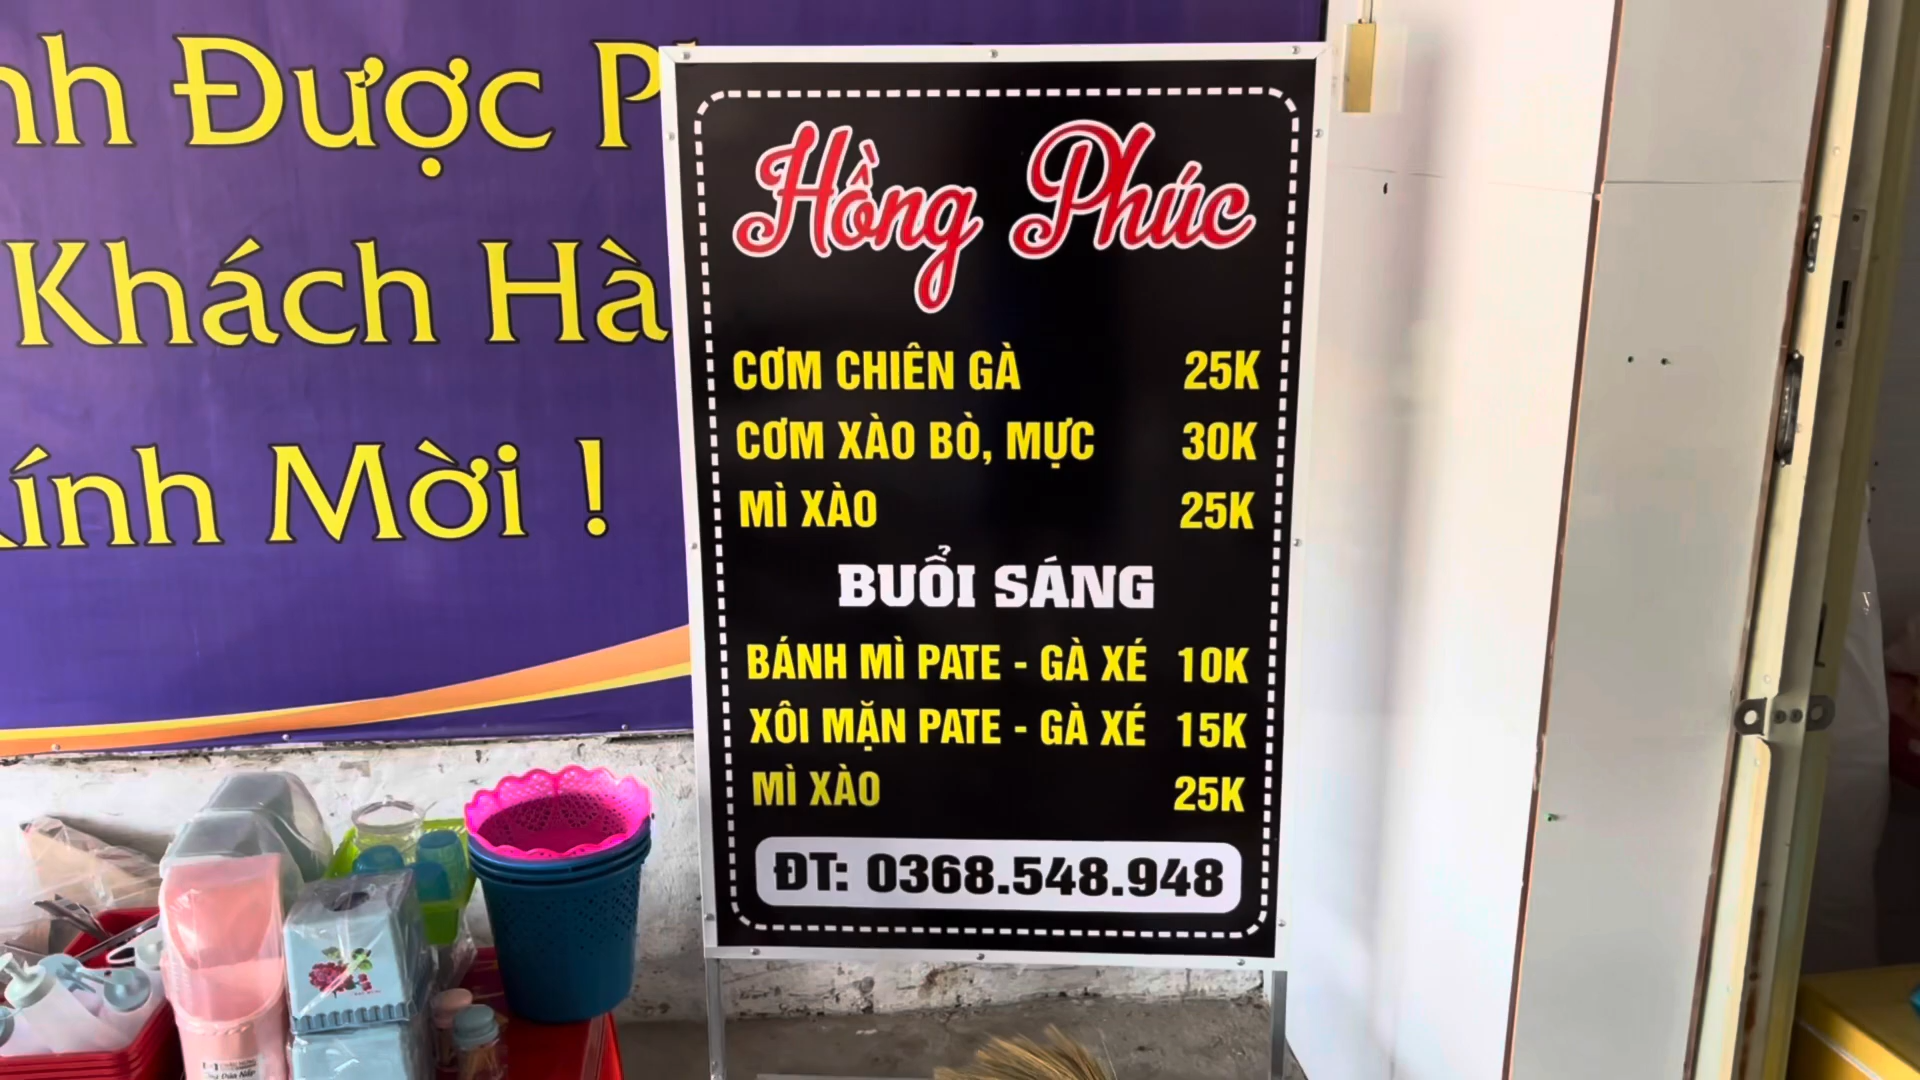 nh Được P
Khách Hà
ính Mời !
Hồng Phúc
CƠM CHIÊN GÀ 25K
CƠM XÀO BÒ, MỰC 30K
MÌ XÀO 25K
BUỔI SÁNG
BÁNH MÌ PATE - GÀ XÉ 10K
XÔI MẶN PATE - GÀ XÉ 15K
MÌ XÀO 25K
ĐT: 0368.548.948